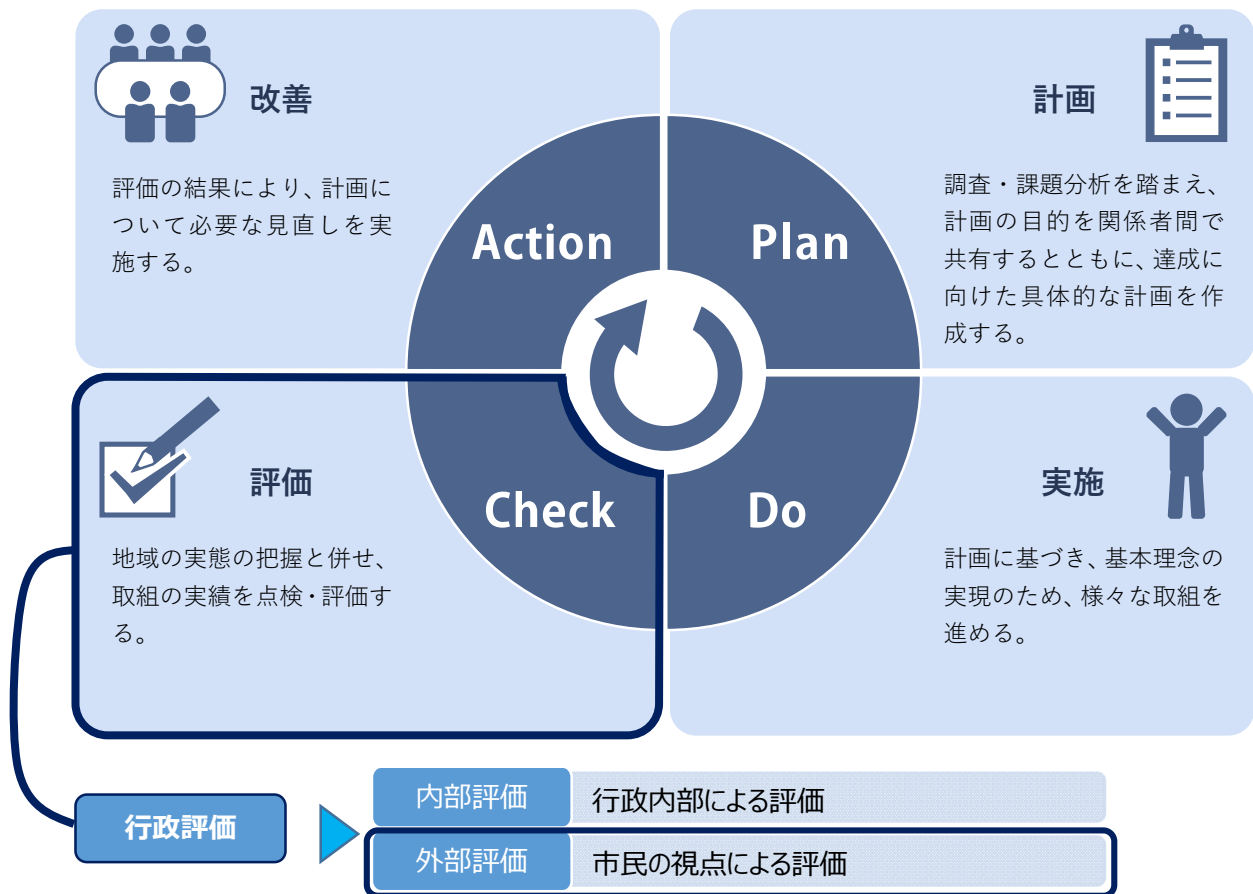 改善
評価の結果により、計画に
ついて必要な見直しを実
施する。
計画
調査・課題分析を踏まえ、
計画の目的を関係者間で
共有するとともに、達成に
向けた具体的な計画を作
成する。
Action
Plan
Check
Do
評価
地域の実態の把握と併せ、
取組の実績を点検・評価す
る。
実施
計画に基づき、基本理念の
実現のため、様々な取組を
進める。
行政評価
内部評価 行政内部による評価
外部評価 市民の視点による評価